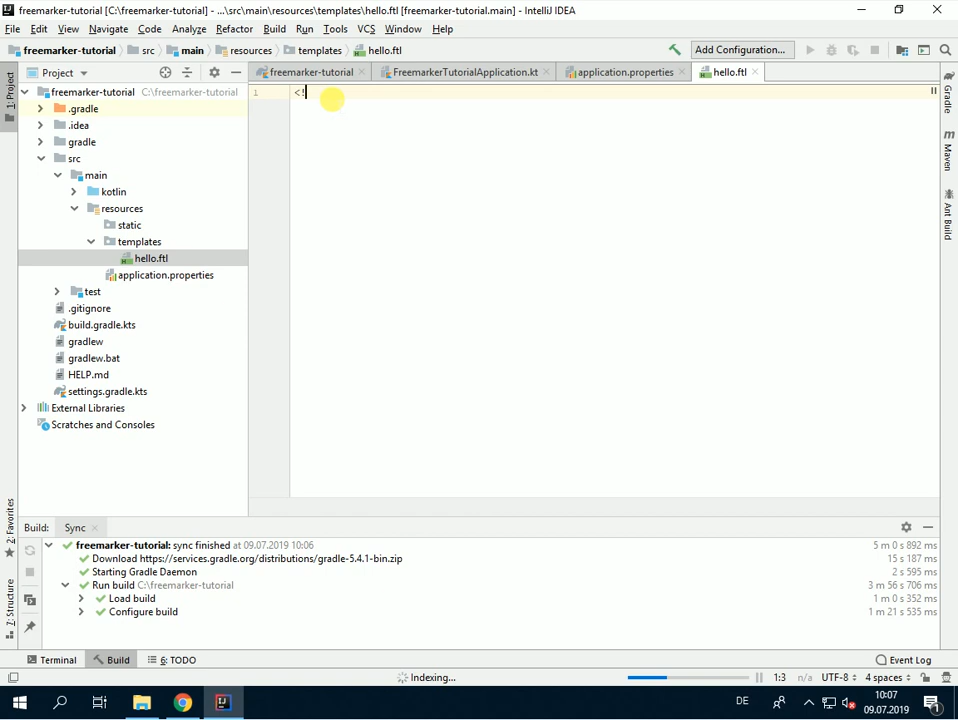 freemarker-tutorial [C:\freemarker-tutorial] - ...\src\main\resources\templates\hello.ftl [freemarker.main] - IntelliJ IDEA
File Edit View Navigate Code Analyze Refactor Build Run Tools VCS Window Help
freemarker-tutorial src main resources templates hello.ftl Add Configuration...
1: Project
Project
freemarker-tutorial FreemarkerTutorialApplication.kt application.properties hello.ftl
freemarker-tutorial C:\freemarker-tutorial
1 <!
.gradle
.idea
gradle
src
main
kotlin
resources
static
templates
hello.ftl
application.properties
test
.gitignore
build.gradle.kts
gradlew
gradlew.bat
HELP.md
settings.gradle.kts
External Libraries
Scratches and Consoles
Gradle
m
Maven
Ant Build
2: Favorites
7: Structure
Build: Sync
freemarker-tutorial: sync finished at 09.07.2019 10:06 5 m 0 s 892 ms
Download https://services.gradle.org/distributions/gradle-5.4.1-bin.zip 15 s 187 ms
Starting Gradle Daemon 2 s 595 ms
Run build C:\freemarker-tutorial 3 m 56 s 706 ms
Load build 1 m 0 s 352 ms
Configure build 1 m 21 s 535 ms
Terminal Build 6: TODO Event Log
Indexing... 1:3 n/a UTF-8 4 spaces
DE 10:07
09.07.2019
1